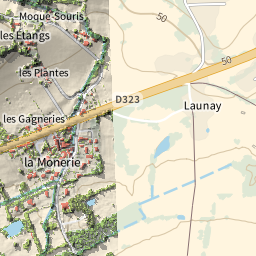 Moque-Souris
les Étangs
50
50
les Plantes
D323
Launay
les Gagneries
la Monerie